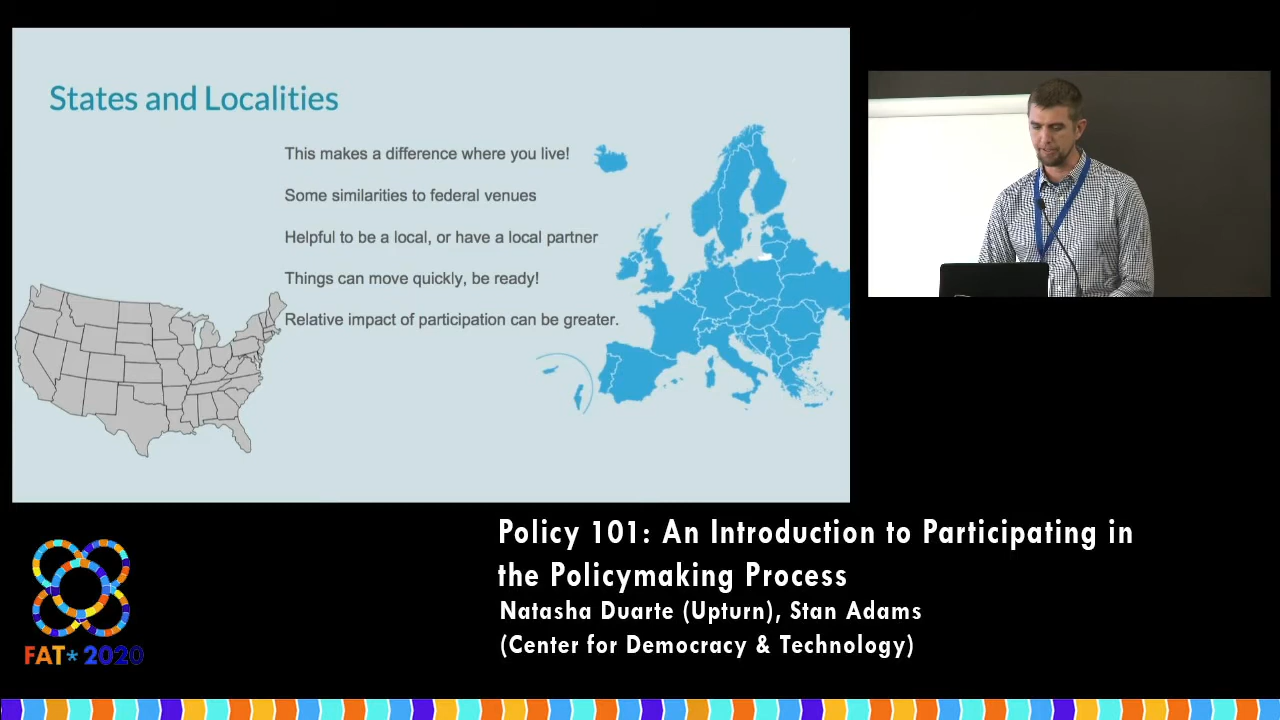 States and Localities
This makes a difference where you live!
Some similarities to federal venues
Helpful to be a local, or have a local partner
Things can move quickly, be ready!
Relative impact of participation can be greater.
Policy 101: An Introduction to Participating in
the Policymaking Process
Natasha Duarte (Upturn), Stan Adams
(Center for Democracy & Technology)
FAT* 2020